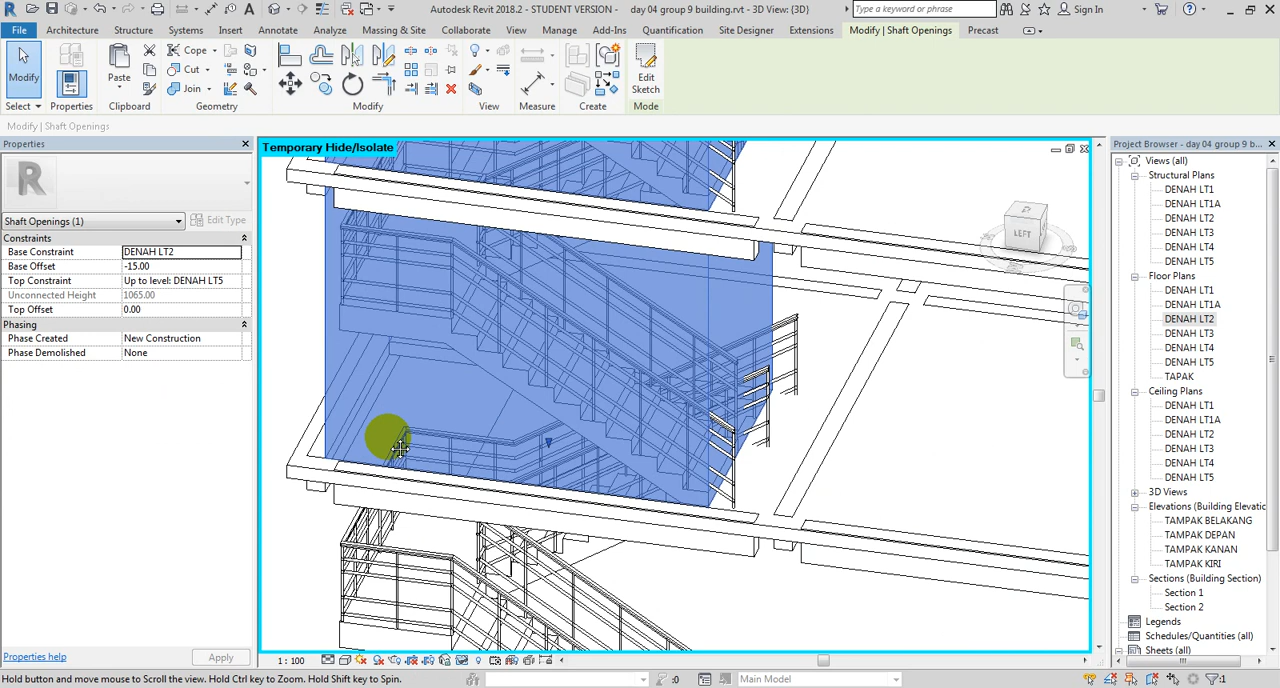 Autodesk Revit 2018.2 - STUDENT VERSION - day 04 group 9 building.rvt - 3D View: {3D}
Type a keyword or phrase
Sign In
File Architecture Structure Systems Insert Annotate Analyze Massing & Site Collaborate View Manage Add-Ins Quantification Site Designer Extensions Modify | Shaft Openings Precast
Modify Paste Cope Cut Join Edit Sketch
Select Properties Clipboard Geometry Modify View Measure Create Mode
Modify | Shaft Openings
Properties
Temporary Hide/Isolate
Project Browser - day 04 group 9 b...
Shaft Openings (1) Edit Type
Constraints
Base Constraint DENAH LT2
Base Offset -15.00
Top Constraint Up to level: DENAH LT5
Unconnected Height 1065.00
Top Offset 0.00
Phasing
Phase Created New Construction
Phase Demolished None
LEFT
Views (all)
Structural Plans
DENAH LT1
DENAH LT1A
DENAH LT2
DENAH LT3
DENAH LT4
DENAH LT5
Floor Plans
DENAH LT1
DENAH LT1A
DENAH LT2
DENAH LT3
DENAH LT4
DENAH LT5
TAPAK
Ceiling Plans
DENAH LT1
DENAH LT1A
DENAH LT2
DENAH LT3
DENAH LT4
DENAH LT5
3D Views
Elevations (Building Elevatic
TAMPAK BELAKANG
TAMPAK DEPAN
TAMPAK KANAN
TAMPAK KIRI
Sections (Building Section)
Section 1
Section 2
Legends
Schedules/Quantities (all)
Sheets (all)
Properties help Apply
1 : 100
Hold button and move mouse to Scroll the view. Hold Ctrl key to Zoom. Hold Shift key to Spin.
:0
Main Model
:1